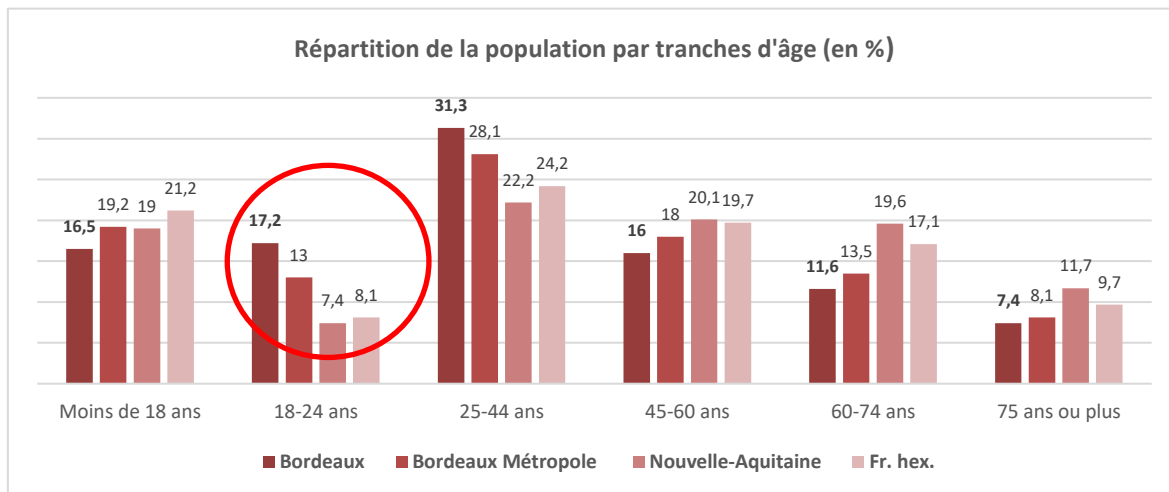 Répartition de la population par tranches d'âge (en %)
16,5 19,2 19 21,2
17,2 13 7,4 8,1
31,3 28,1 22,2 24,2
16 18 20,1 19,7
11,6 13,5 19,6 17,1
7,4 8,1 11,7 9,7
Moins de 18 ans 18-24 ans 25-44 ans 45-60 ans 60-74 ans 75 ans ou plus
Bordeaux Bordeaux Métropole Nouvelle-Aquitaine Fr. hex.